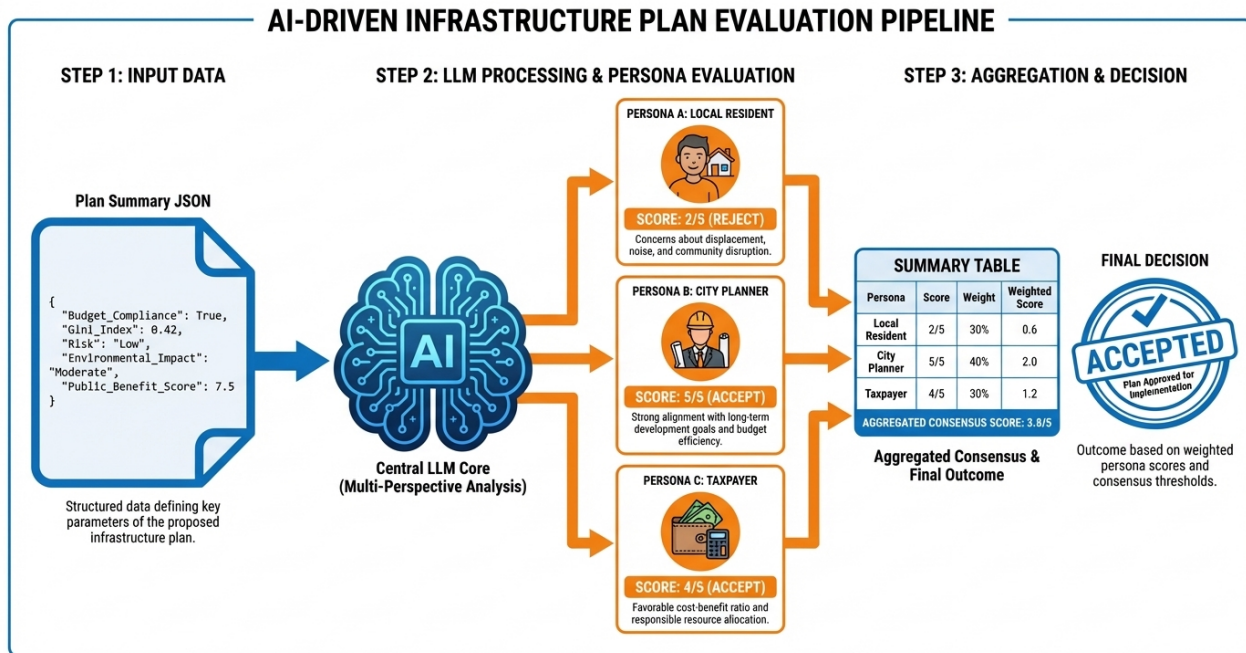 AI-DRIVEN INFRASTRUCTURE PLAN EVALUATION PIPELINE
STEP 1: INPUT DATA
Plan Summary JSON
{
"Budget_Compliance": True,
"Gini_Index": 0.42,
"Risk": "Low",
"Environmental_Impact":
"Moderate",
"Public_Benefit_Score": 7.5
}
Structured data defining key
parameters of the proposed
infrastructure plan.
STEP 2: LLM PROCESSING & PERSONA EVALUATION
AI
Central LLM Core
(Multi-Perspective Analysis)
PERSONA A: LOCAL RESIDENT
SCORE: 2/5 (REJECT)
Concerns about displacement,
noise, and community disruption.
PERSONA B: CITY PLANNER
SCORE: 5/5 (ACCEPT)
Strong alignment with long-term
development goals and budget
efficiency.
PERSONA C: TAXPAYER
SCORE: 4/5 (ACCEPT)
Favorable cost-benefit ratio and
responsible resource allocation.
STEP 3: AGGREGATION & DECISION
SUMMARY TABLE
Persona Score Weight Weighted Score
Local Resident 2/5 30% 0.6
City Planner 5/5 40% 2.0
Taxpayer 4/5 30% 1.2
AGGREGATED CONSENSUS SCORE: 3.8/5
Aggregated Consensus &
Final Outcome
FINAL DECISION
ACCEPTED
Plan Approved for
Implementation
Outcome based on weighted
persona scores and
consensus thresholds.